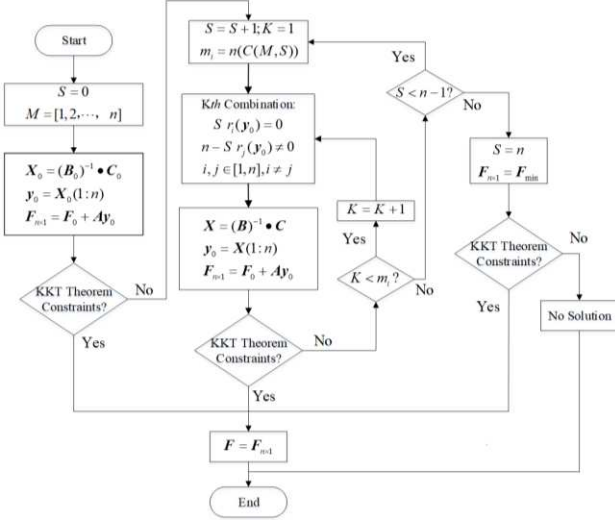 Start
S = 0
M = [1,2,⋯, n]
X₀ = (B₀)⁻¹ • C₀
y₀ = X₀(1:n)
Fₙ×₁ = F₀ + Ay₀
KKT Theorem
Constraints?
No
Yes
S = S + 1; K = 1
mᵢ = n(C(M,S))
Kth Combination:
S rᵢ(y₀) = 0
n − S rⱼ(y₀) ≠ 0
i, j ∈ [1,n], i ≠ j
X = (B)⁻¹ • C
y₀ = X(1:n)
Fₙ×₁ = F₀ + Ay₀
KKT Theorem
Constraints?
No
Yes
K = K + 1
Yes
K < mᵢ?
No
Yes
S < n − 1?
No
S = n
Fₙ×₁ = Fmin
KKT Theorem
Constraints?
No
Yes
No Solution
F = Fₙ×₁
End